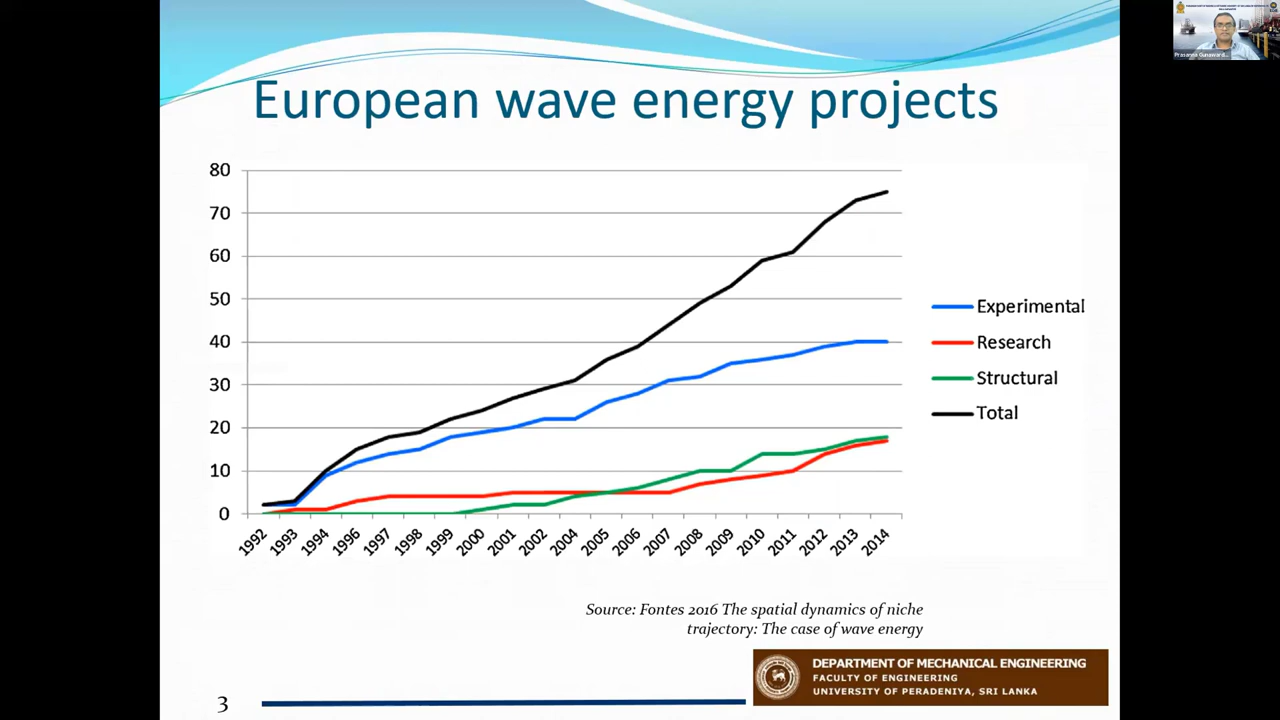 European wave energy projects
80
70
60
50
40
30
20
10
0
1992 1993 1994 1996 1997 1998 1999 2000 2001 2002 2004 2005 2006 2007 2008 2009 2010 2011 2012 2013 2014
Experimental
Research
Structural
Total
Source: Fontes 2016 The spatial dynamics of niche
trajectory: The case of wave energy
DEPARTMENT OF MECHANICAL ENGINEERING
FACULTY OF ENGINEERING
UNIVERSITY OF PERADENIYA, SRI LANKA
3